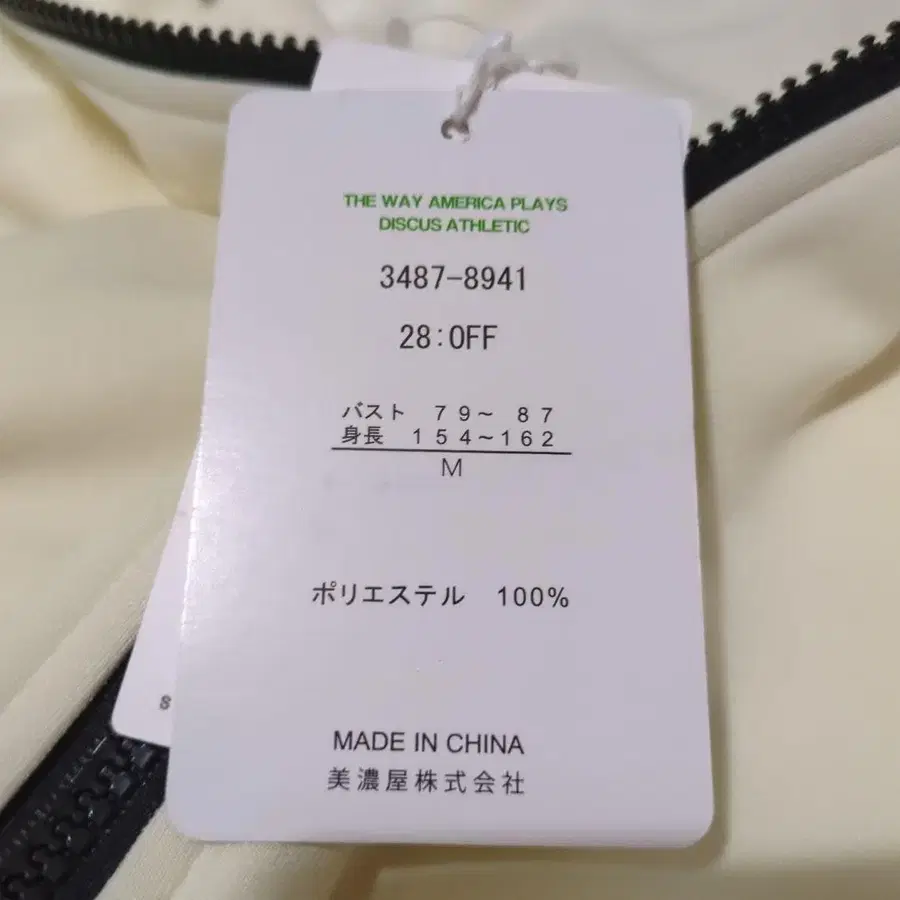 THE WAY AMERICA PLAYS
DISCUS ATHLETIC
3487-8941
28:OFF
バスト 79～ 87
身長 154～162
M
ポリエステル 100%
MADE IN CHINA
美濃屋株式会社